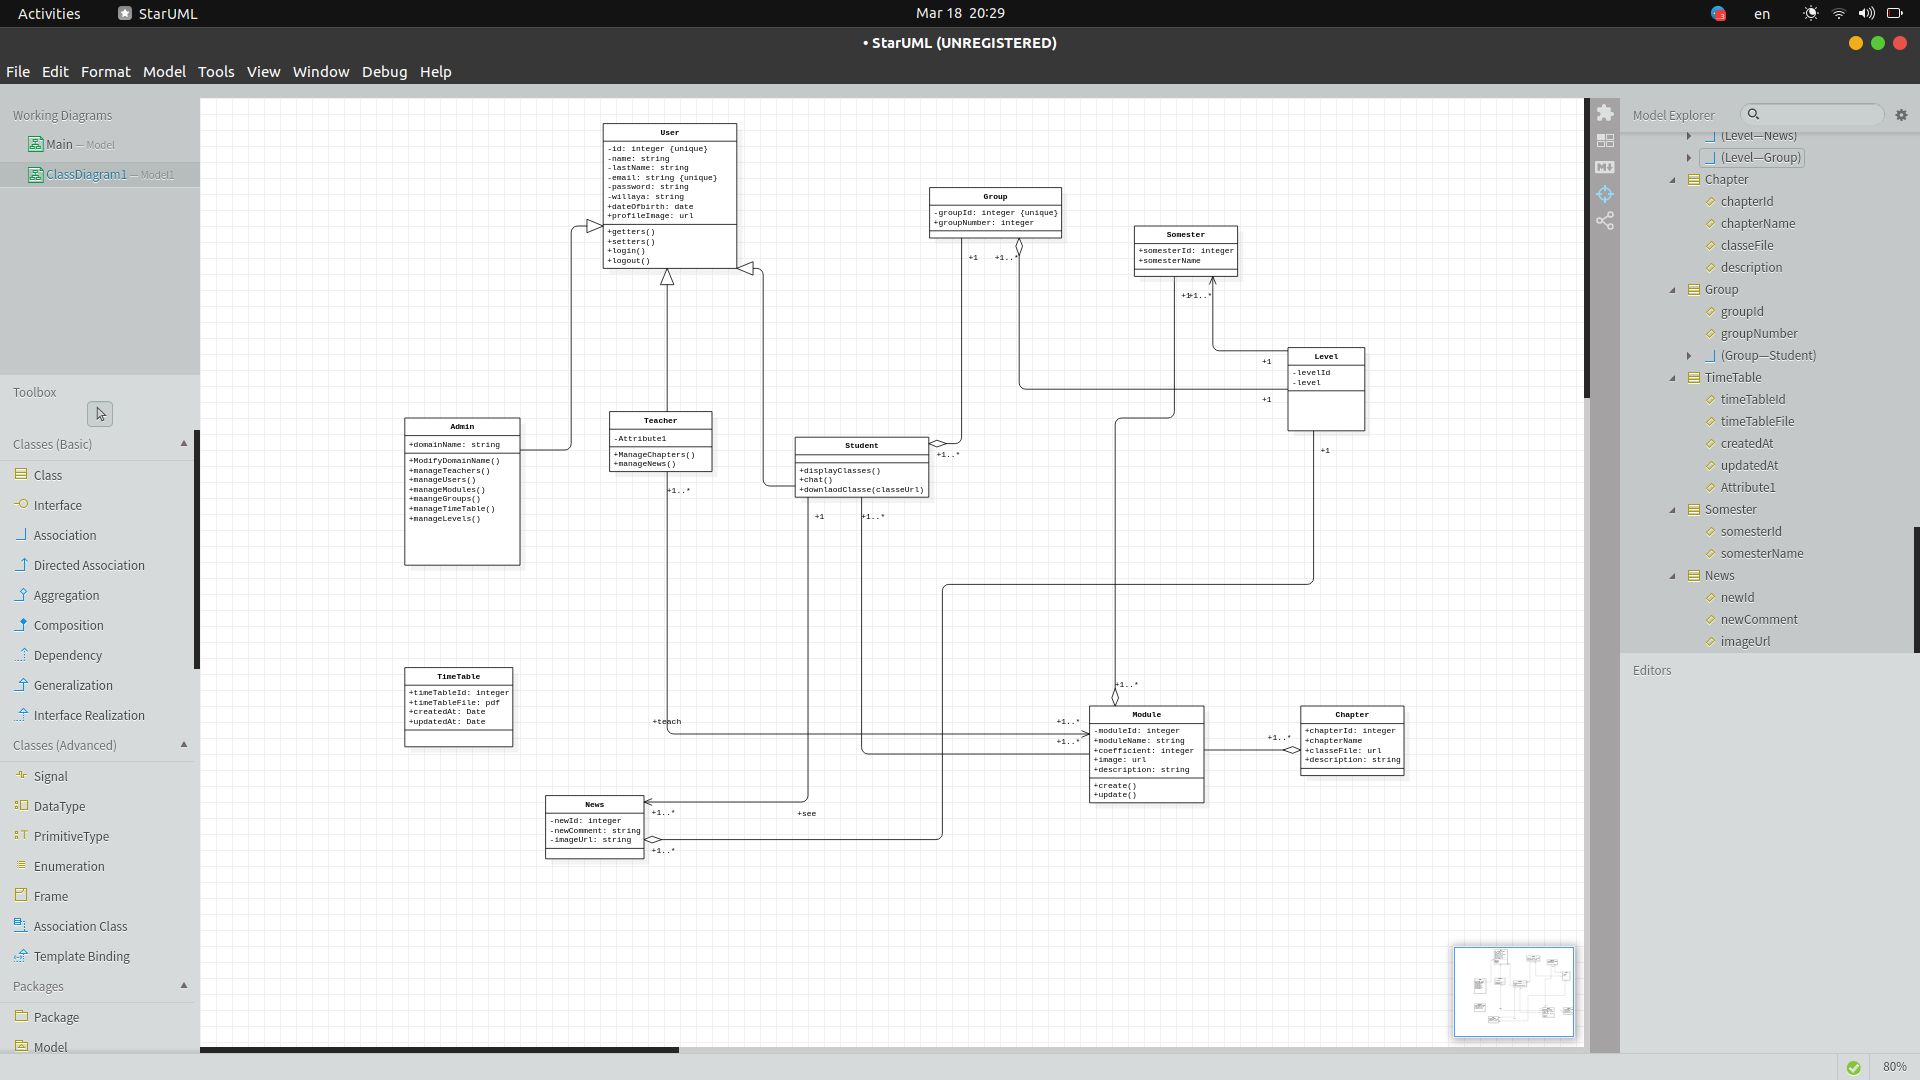 Activities
StarUML
Mar 18 20:29
en
• StarUML (UNREGISTERED)
File Edit Format Model Tools View Window Debug Help
Working Diagrams
Main — Model
ClassDiagram1 — Model1
Toolbox
Classes (Basic)
Class
Interface
Association
Directed Association
Aggregation
Composition
Dependency
Generalization
Interface Realization
Classes (Advanced)
Signal
DataType
PrimitiveType
Enumeration
Frame
Association Class
Template Binding
Packages
Package
Model
User
-id: integer {unique}
-name: string
-lastName: string
-email: string {unique}
-password: string
-willaya: string
+dateOfbirth: date
+profileImage: url
+getters()
+setters()
+login()
+logout()
Group
-groupId: integer {unique}
+groupNumber: integer
+1
+1..*
Somester
+somesterId: integer
+somesterName
+1
+1..*
Level
-levelId
-level
+1
+1
+1
Admin
+domainName: string
+ModifyDomainName()
+manageTeachers()
+manageUsers()
+manageModules()
+maangeGroups()
+manageTimeTable()
+manageLevels()
Teacher
-Attribute1
+ManageChapters()
+manageNews()
+1..*
Student
+displayClasses()
+chat()
+downlaodClasse(classeUrl)
+1..*
+1
+1..*
TimeTable
+timeTableId: integer
+timeTableFile: pdf
+createdAt: Date
+updatedAt: Date
+teach
+1..*
+1..*
+1..*
Module
-moduleId: integer
+moduleName: string
+coefficient: integer
+image: url
+description: string
+create()
+update()
+1..*
Chapter
+chapterId: integer
+chapterName
+classeFile: url
+description: string
News
-newId: integer
-newComment: string
-imageUrl: string
+1..*
+see
+1..*
Model Explorer
(Level—News)
(Level—Group)
Chapter
chapterId
chapterName
classeFile
description
Group
groupId
groupNumber
(Group—Student)
TimeTable
timeTableId
timeTableFile
createdAt
updatedAt
Attribute1
Somester
somesterId
somesterName
News
newId
newComment
imageUrl
Editors
80%